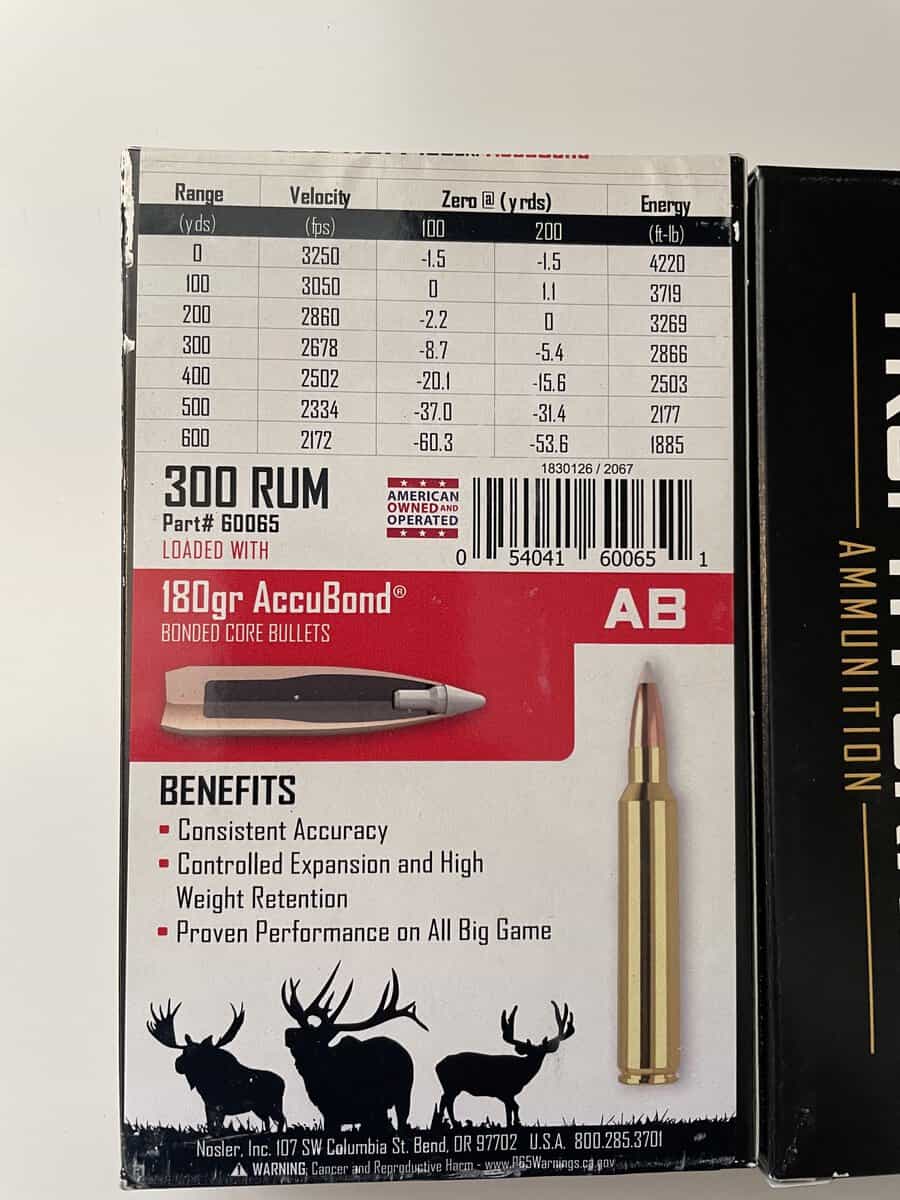 Range Velocity Zero @ (yrds) Energy
(yds) (fps) 100 200 (ft-lb)
0 3250 -1.5 -1.5 4220
100 3050 0 1.1 3719
200 2860 -2.2 0 3269
300 2678 -8.7 -5.4 2866
400 2502 -20.1 -15.6 2503
500 2334 -37.0 -31.4 2177
600 2172 -60.3 -53.6 1885
1830126 / 2067
300 RUM
Part# 60065
LOADED WITH
AMERICAN
OWNED AND
OPERATED
0 54041 60065 1
180gr AccuBond®
BONDED CORE BULLETS
AB
BENEFITS
▪ Consistent Accuracy
▪ Controlled Expansion and High
Weight Retention
▪ Proven Performance on All Big Game
Nosler, Inc. 107 SW Columbia St. Bend, OR 97702 U.S.A. 800.285.3701
⚠ WARNING: Cancer and Reproductive Harm - www.P65Warnings.ca.gov
AMMUNITION